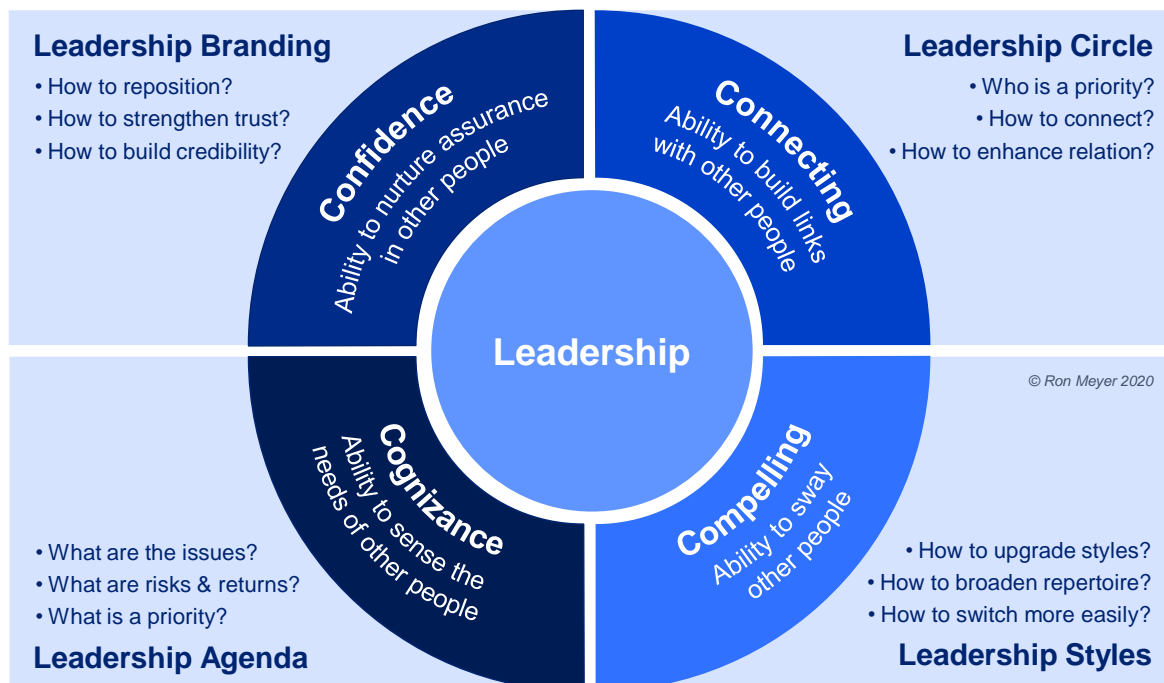 Leadership Branding
• How to reposition?
• How to strengthen trust?
• How to build credibility?
Confidence
Ability to nurture assurance
in other people
Connecting
Ability to build links
with other people
Leadership Circle
• Who is a priority?
• How to connect?
• How to enhance relation?
Leadership
© Ron Meyer 2020
Cognizance
Ability to sense the
needs of other people
• What are the issues?
• What are risks & returns?
• What is a priority?
Leadership Agenda
Compelling
Ability to sway
other people
• How to upgrade styles?
• How to broaden repertoire?
• How to switch more easily?
Leadership Styles